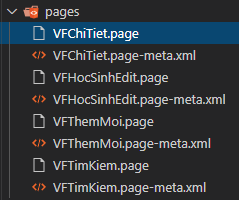 pages
VFChiTiet.page
VFChiTiet.page-meta.xml
VFHocSinhEdit.page
VFHocSinhEdit.page-meta.xml
VFThemMoi.page
VFThemMoi.page-meta.xml
VFTimKiem.page
VFTimKiem.page-meta.xml